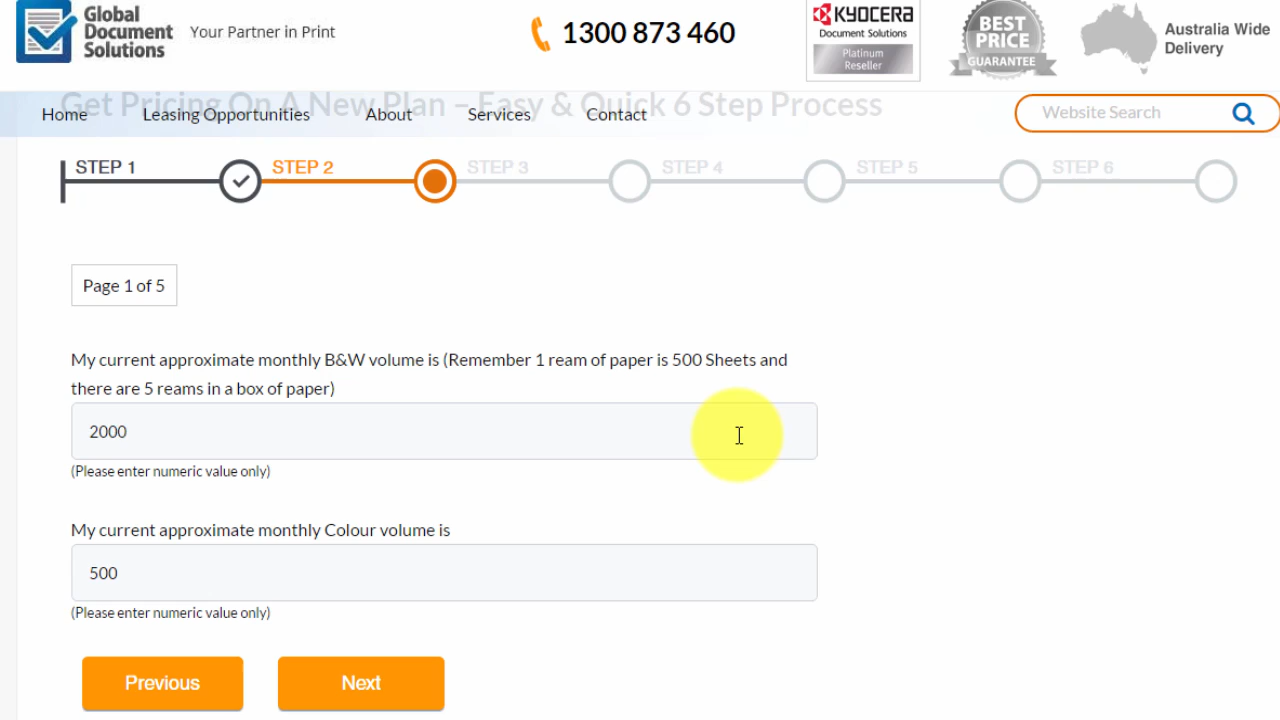 Global
Document
Solutions
Your Partner in Print
1300 873 460
KYOCERA
Document Solutions
Platinum
Reseller
BEST
PRICE
GUARANTEE
Australia Wide
Delivery
Get Pricing On A New Plan – Easy & Quick 6 Step Process
Home Leasing Opportunities About Services Contact
Website Search
STEP 1 STEP 2 STEP 3 STEP 4 STEP 5 STEP 6
Page 1 of 5
My current approximate monthly B&W volume is (Remember 1 ream of paper is 500 Sheets and
there are 5 reams in a box of paper)
2000
(Please enter numeric value only)
My current approximate monthly Colour volume is
500
(Please enter numeric value only)
Previous Next